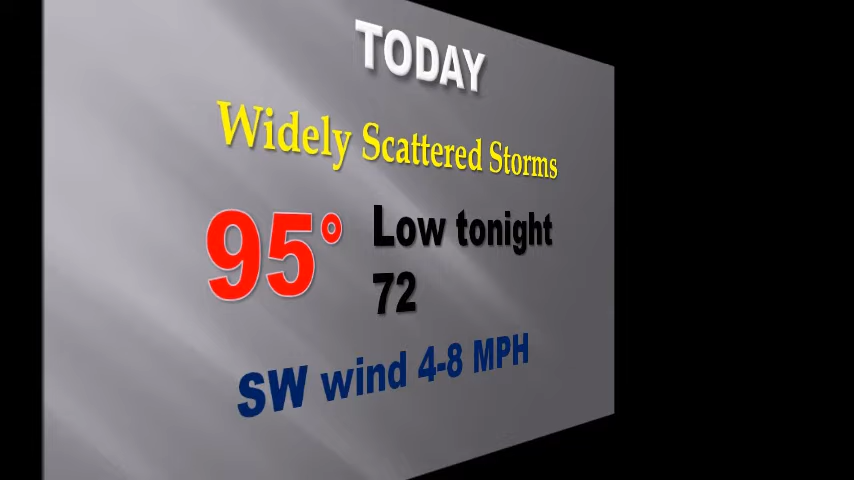 TODAY
Widely Scattered Storms
95°
Low tonight
72
SW wind 4-8 MPH